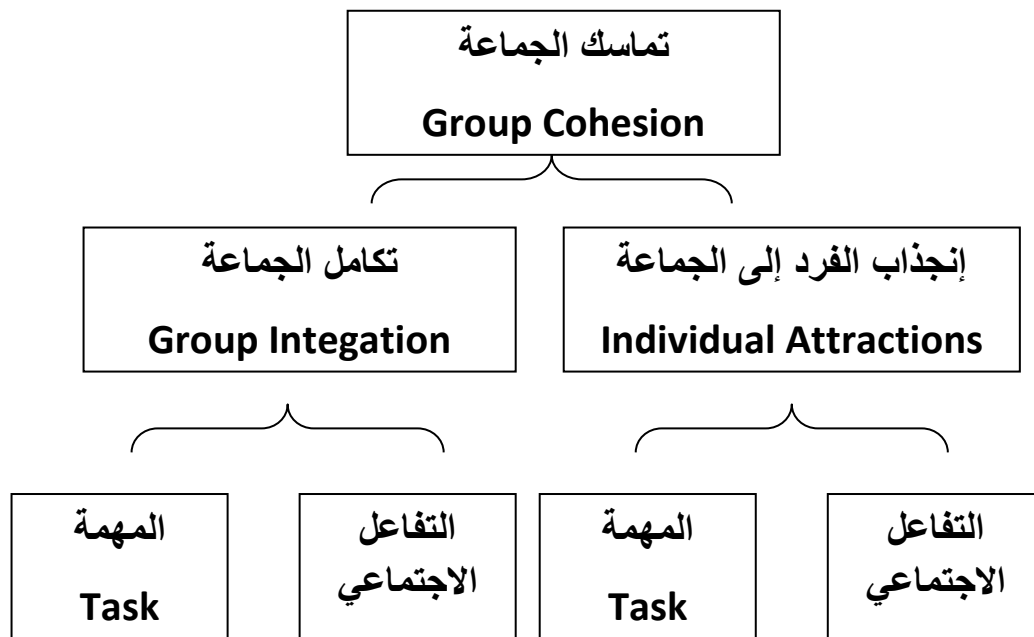 تماسك الجماعة
Group Cohesion
إنجذاب الفرد إلى الجماعة
Individual Attractions
تكامل الجماعة
Group Integation
التفاعل
الاجتماعي
المهمة
Task
التفاعل
الاجتماعي
المهمة
Task